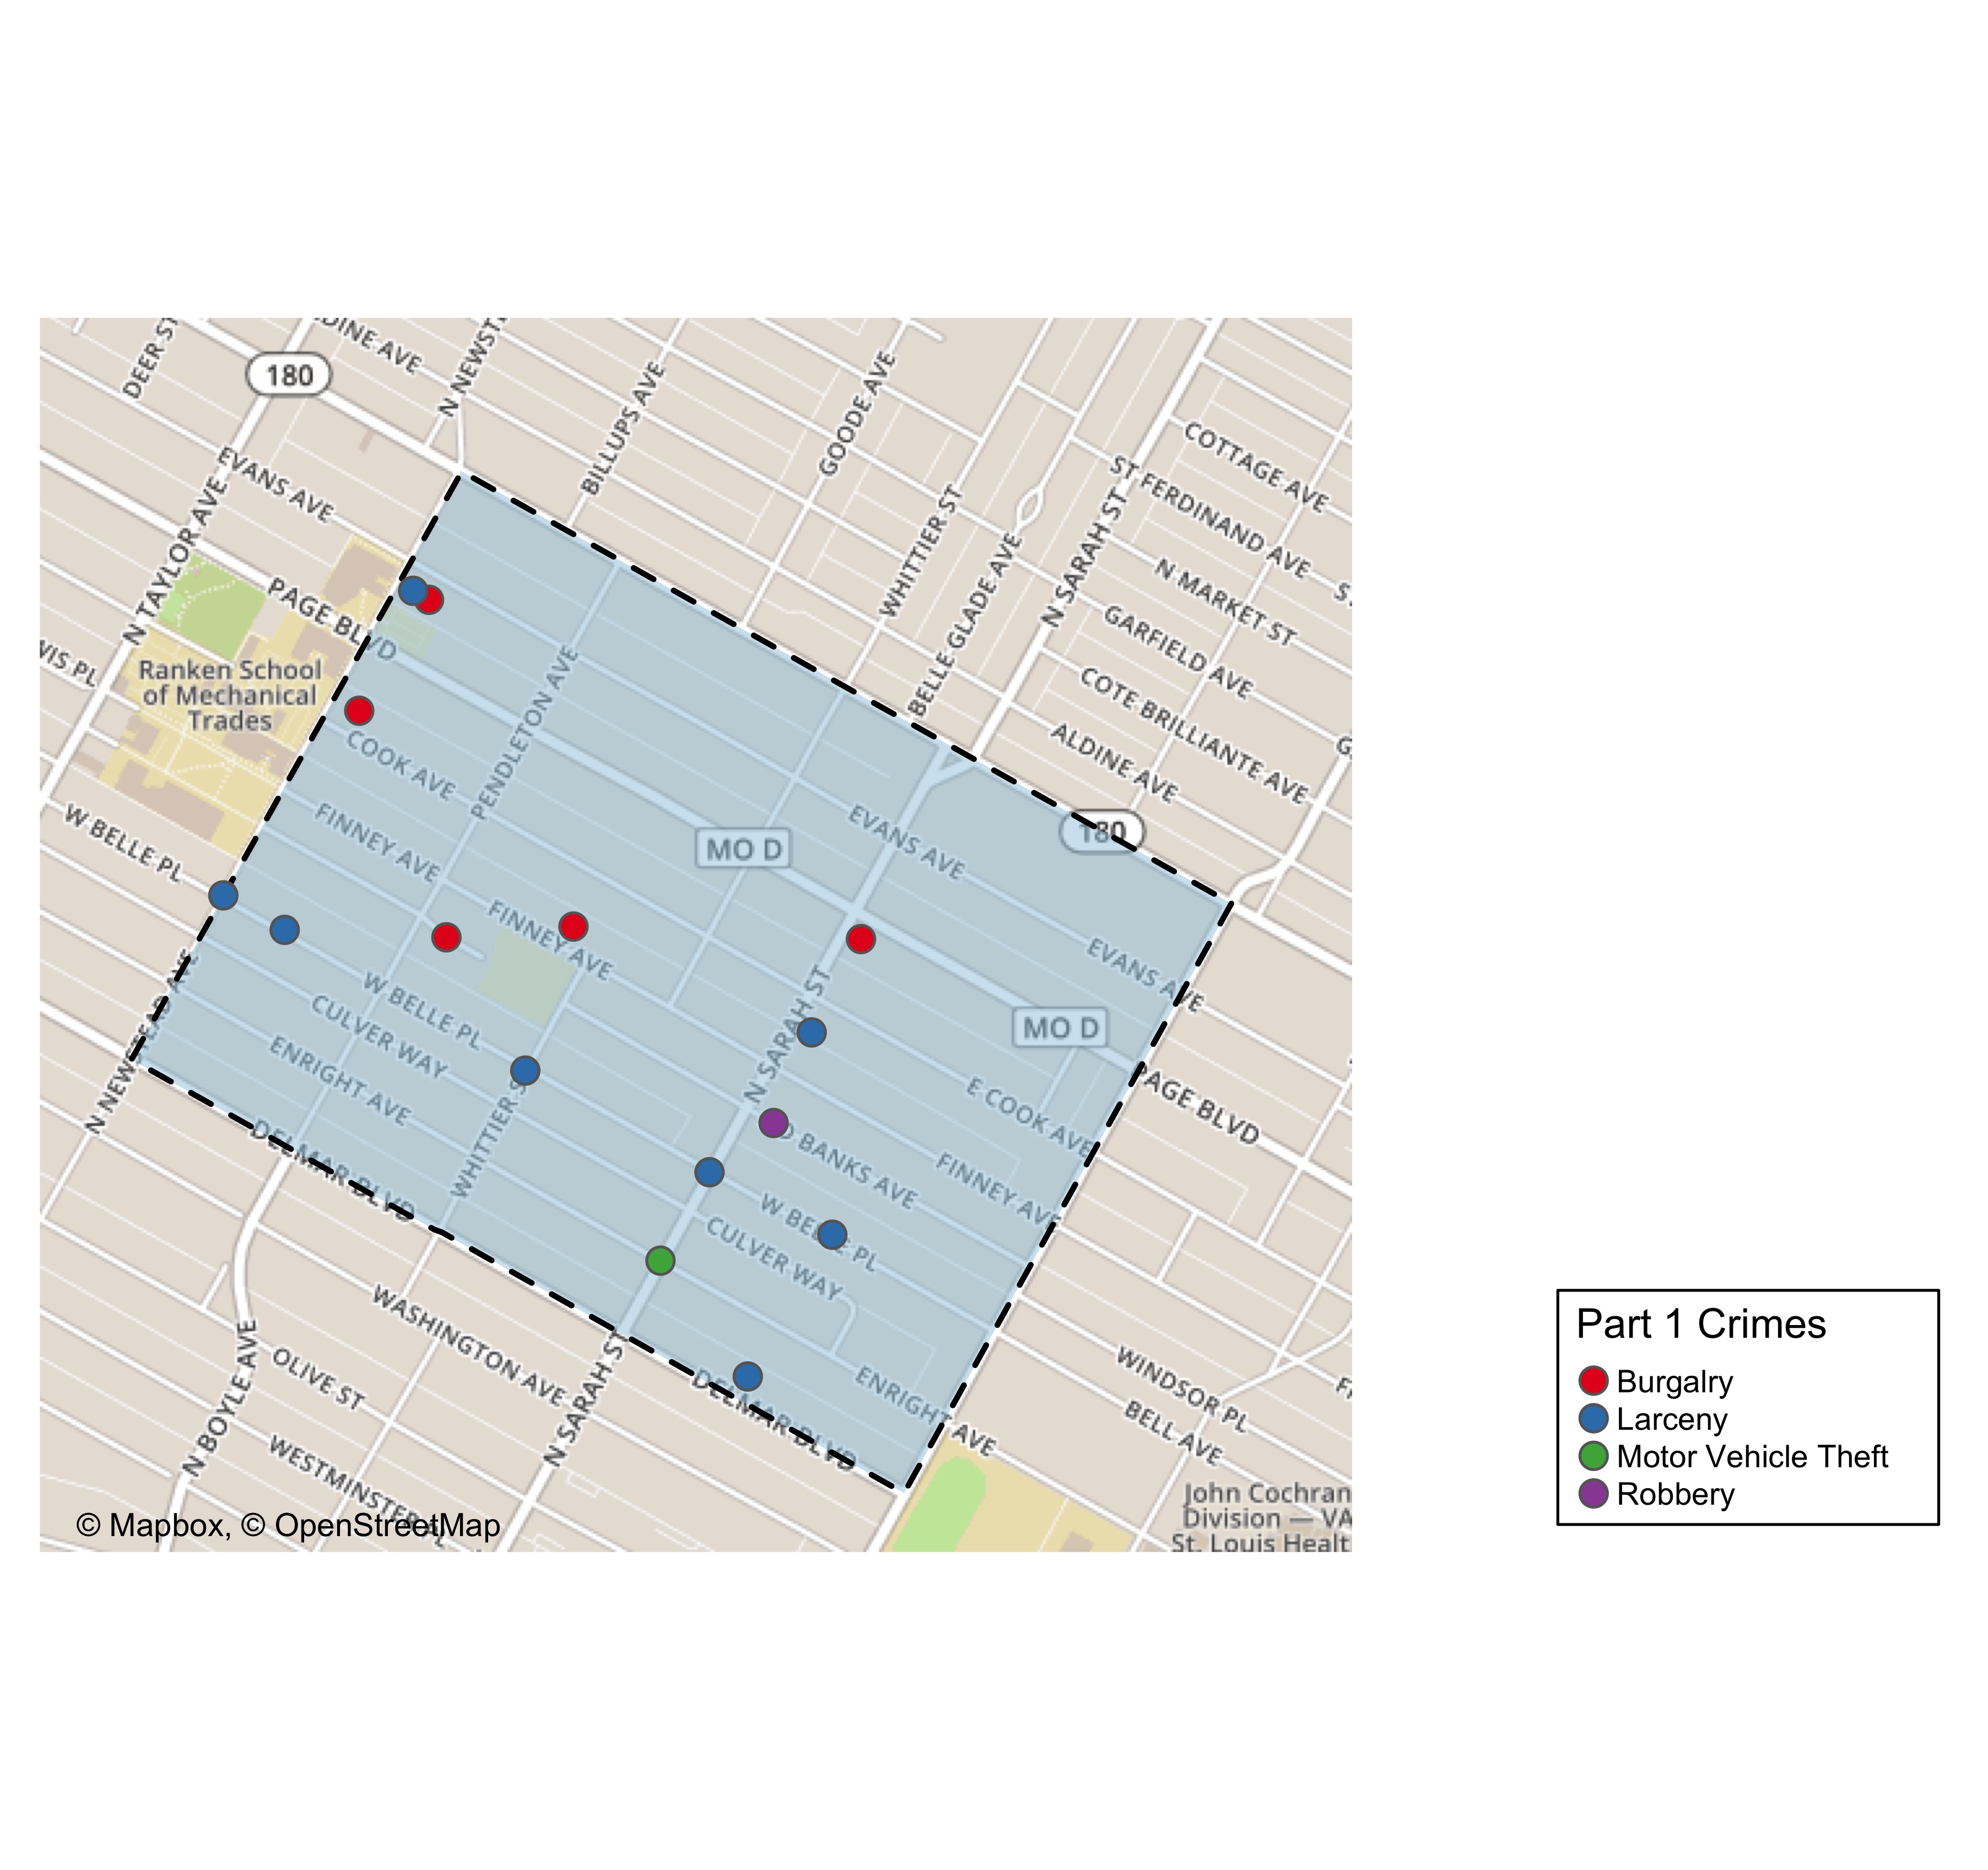 DEER ST
DINE AVE
N NEWST
180
BILLUPS AVE
GOODE AVE
COTTAGE AVE
EVANS AVE
ST FERDINAND AVE
WHITTIER ST
N SARAH ST
BELLE GLADE AVE
N TAYLOR AVE
N MARKET ST
S
PAGE BLVD
GARFIELD AVE
WIS PL
Ranken School
of Mechanical
Trades
PENDLETON AVE
COTE BRILLIANTE AVE
COOK AVE
ALDINE AVE
G
W BELLE PL
FINNEY AVE
EVANS AVE
180
MO D
FINNEY AVE
EVANS AVE
N NEWSTEAD AVE
W BELLE PL
CULVER WAY
N SARAH ST
MO D
ENRIGHT AVE
E COOK AVE
PAGE BLVD
WHITTIER S
DELMAR BLVD
D BANKS AVE
FINNEY AVE
W BELLE PL
CULVER WAY
WASHINGTON AVE
OLIVE ST
N BOYLE AVE
N SARAH ST
DELMAR BLVD
ENRIGHT AVE
WINDSOR PL
BELL AVE
FI
WESTMINSTER PL
John Cochran
Division — VA
St. Louis Healt
© Mapbox, © OpenStreetMap
Part 1 Crimes
Burgalry
Larceny
Motor Vehicle Theft
Robbery